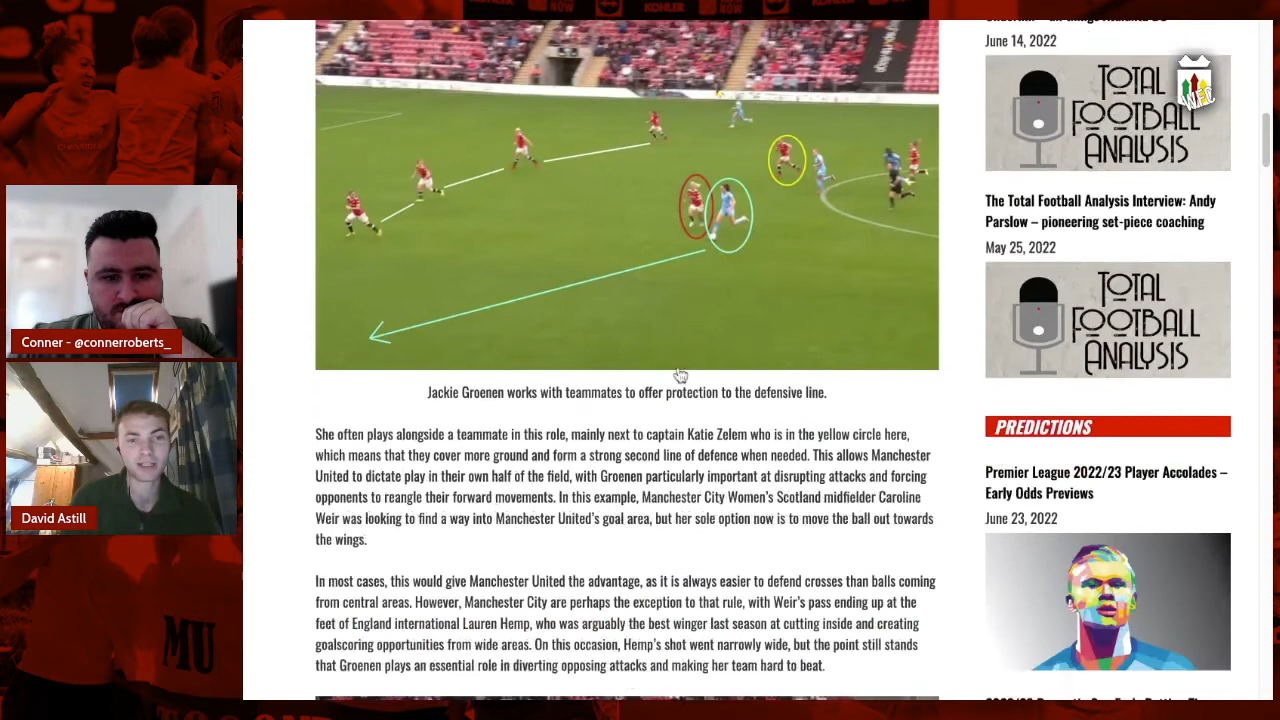 KOHLER
NOW
KOHLER
June 14, 2022
TOTAL
FOOTBALL
ANALYSIS
WFC
The Total Football Analysis Interview: Andy
Parslow – pioneering set-piece coaching
May 25, 2022
TOTAL
FOOTBALL
ANALYSIS
Conner - @connerroberts_
David Astill
MU
Jackie Groenen works with teammates to offer protection to the defensive line.
She often plays alongside a teammate in this role, mainly next to captain Katie Zelem who is in the yellow circle here,
which means that they cover more ground and form a strong second line of defence when needed. This allows Manchester
United to dictate play in their own half of the field, with Groenen particularly important at disrupting attacks and forcing
opponents to reangle their forward movements. In this example, Manchester City Women's Scotland midfielder Caroline
Weir was looking to find a way into Manchester United's goal area, but her sole option now is to move the ball out towards
the wings.
In most cases, this would give Manchester United the advantage, as it is always easier to defend crosses than balls coming
from central areas. However, Manchester City are perhaps the exception to that rule, with Weir's pass ending up at the
feet of England international Lauren Hemp, who was arguably the best winger last season at cutting inside and creating
goalscoring opportunities from wide areas. On this occasion, Hemp's shot went narrowly wide, but the point still stands
that Groenen plays an essential role in diverting opposing attacks and making her team hard to beat.
PREDICTIONS
Premier League 2022/23 Player Accolades –
Early Odds Previews
June 23, 2022